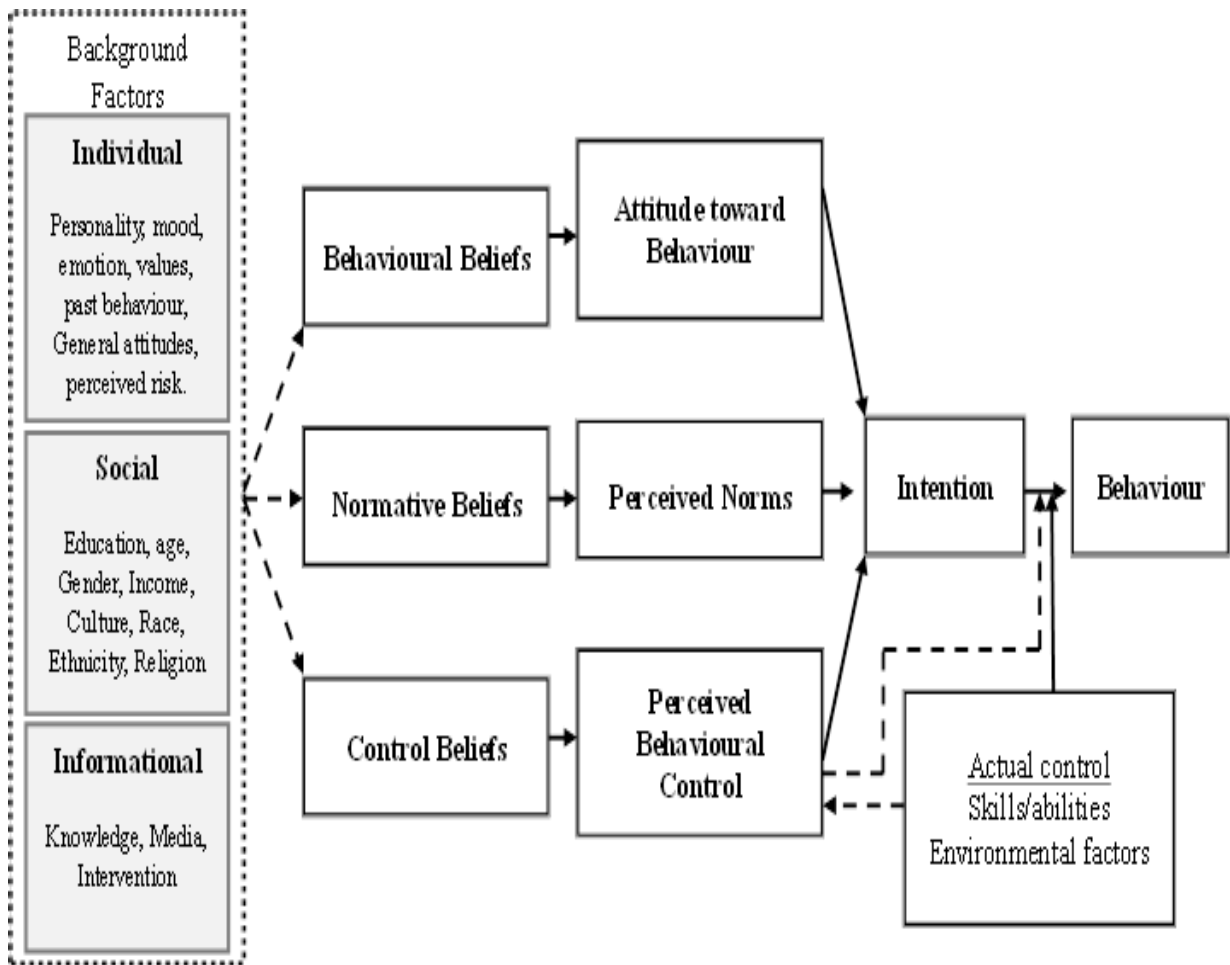 Background
Factors
Individual
Personality, mood,
emotion, values,
past behaviour,
General attitudes,
perceived risk.
Social
Education, age,
Gender, Income,
Culture, Race,
Ethnicity, Religion
Informational
Knowledge, Media,
Intervention
Behavioural Beliefs
Normative Beliefs
Control Beliefs
Attitude toward
Behaviour
Perceived Norms
Perceived
Behavioural
Control
Intention
Behaviour
Actual control
Skills/abilities
Environmental factors